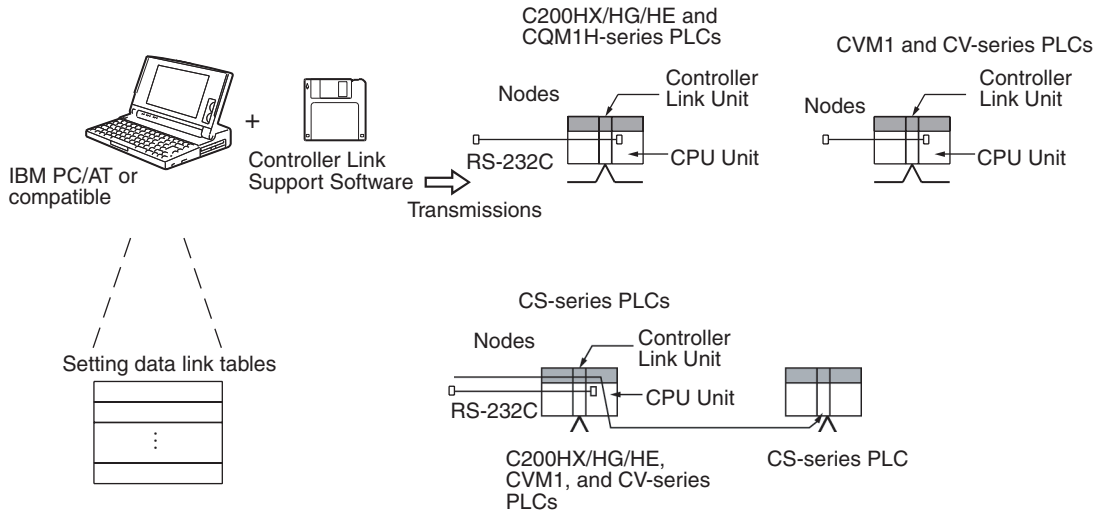 C200HX/HG/HE and
CQM1H-series PLCs
CVM1 and CV-series PLCs
Nodes
Controller
Link Unit
Nodes
Controller
Link Unit
+
RS-232C
CPU Unit
CPU Unit
IBM PC/AT or
compatible
Controller Link
Support Software
Transmissions
CS-series PLCs
Nodes
Controller
Link Unit
Setting data link tables
RS-232C
CPU Unit
C200HX/HG/HE,
CVM1, and CV-series
PLCs
CS-series PLC